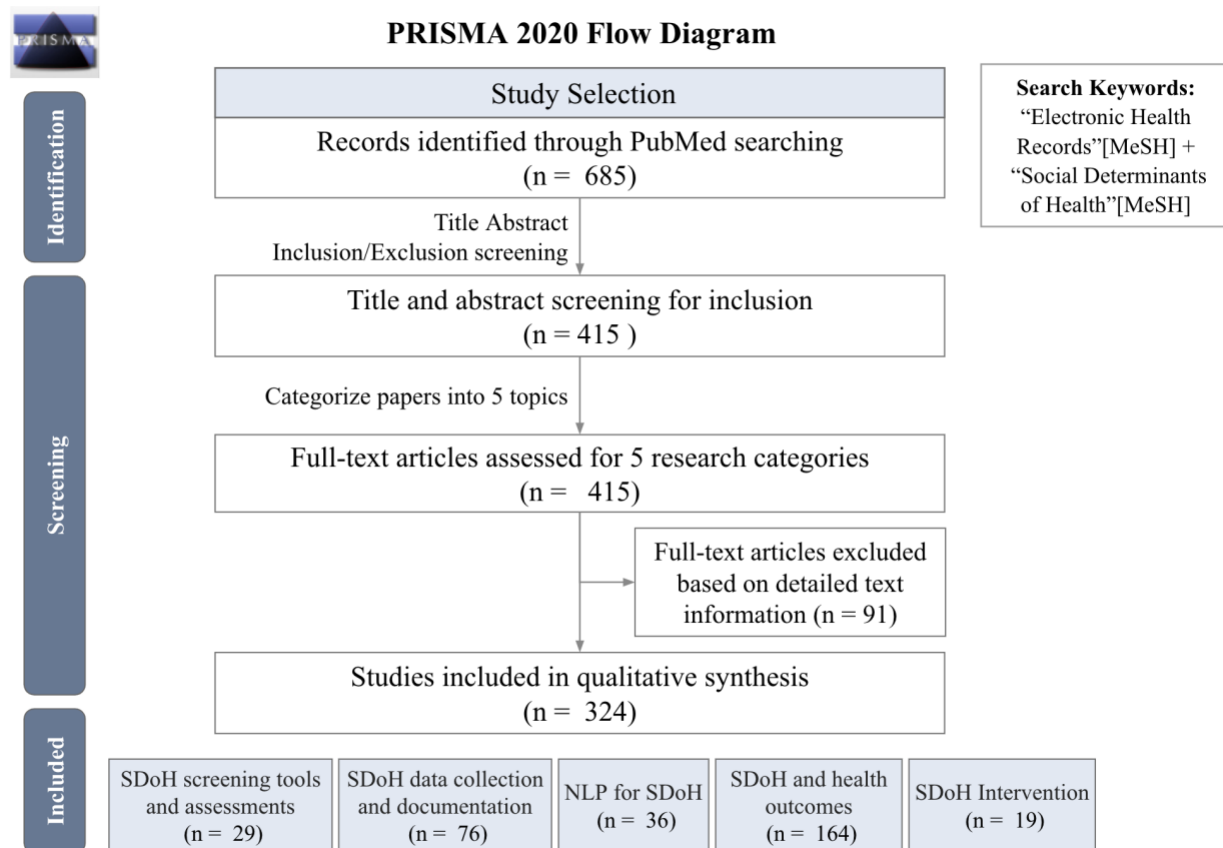 PRISMA
PRISMA 2020 Flow Diagram
Identification
Study Selection
Records identified through PubMed searching
(n = 685)
Search Keywords:
“Electronic Health
Records”[MeSH] +
“Social Determinants
of Health”[MeSH]
Title Abstract
Inclusion/Exclusion screening
Screening
Title and abstract screening for inclusion
(n = 415 )
Categorize papers into 5 topics
Full-text articles assessed for 5 research categories
(n = 415)
Full-text articles excluded
based on detailed text
information (n = 91)
Studies included in qualitative synthesis
(n = 324)
Included
SDoH screening tools
and assessments
(n = 29)
SDoH data collection
and documentation
(n = 76)
NLP for SDoH
(n = 36)
SDoH and health
outcomes
(n = 164)
SDoH Intervention
(n = 19)